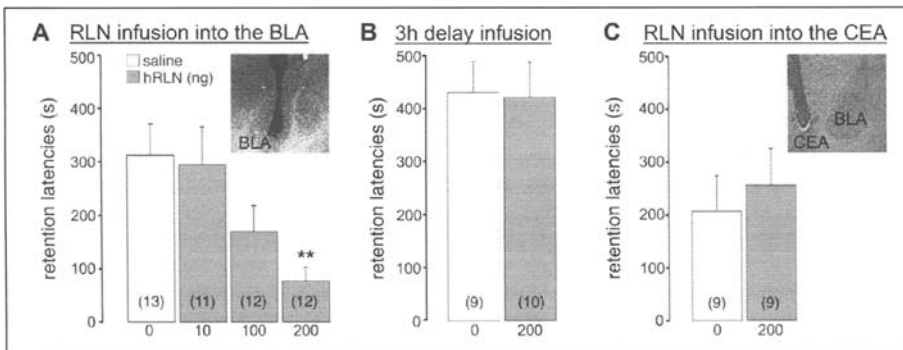 A RLN infusion into the BLA
500
400
300
200
100
0
retention latencies (s)
saline
hRLN (ng)
BLA
**
(13) (11) (12) (12)
0 10 100 200
B 3h delay infusion
500
400
300
200
100
0
retention latencies (s)
(9) (10)
0 200
C RLN infusion into the CEA
500
400
300
200
100
0
retention latencies (s)
BLA
CEA
(9) (9)
0 200